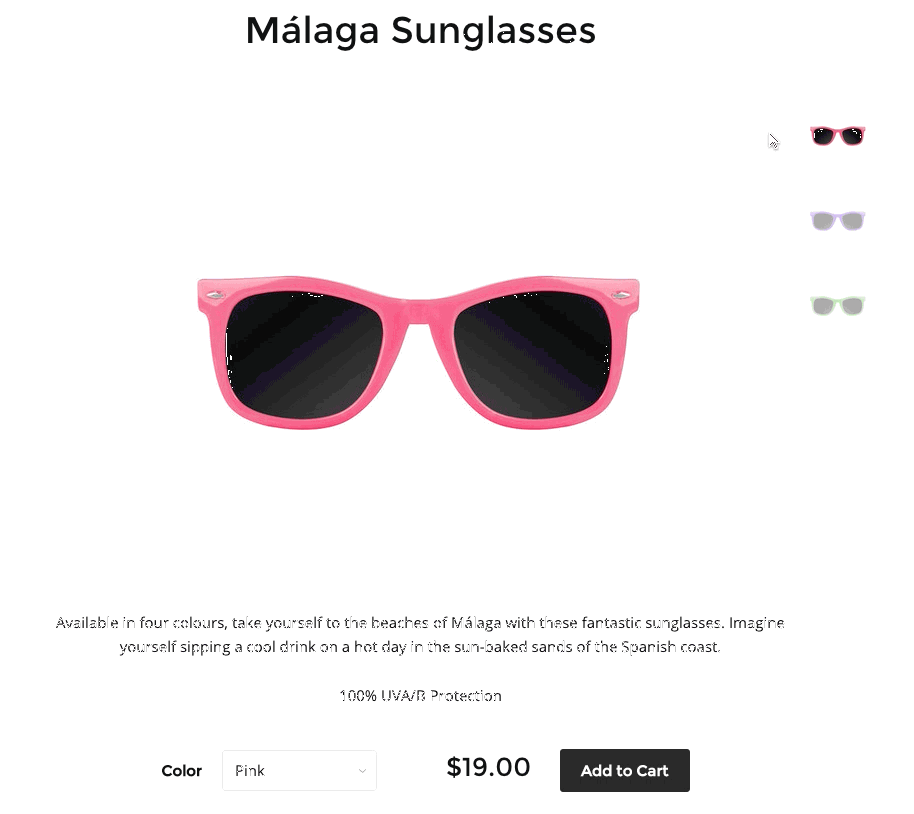 Málaga Sunglasses
Available in four colours, take yourself to the beaches of Málaga with these fantastic sunglasses. Imagine
yourself sipping a cool drink on a hot day in the sun-baked sands of the Spanish coast.
100% UVA/B Protection
Color Pink $19.00 Add to Cart